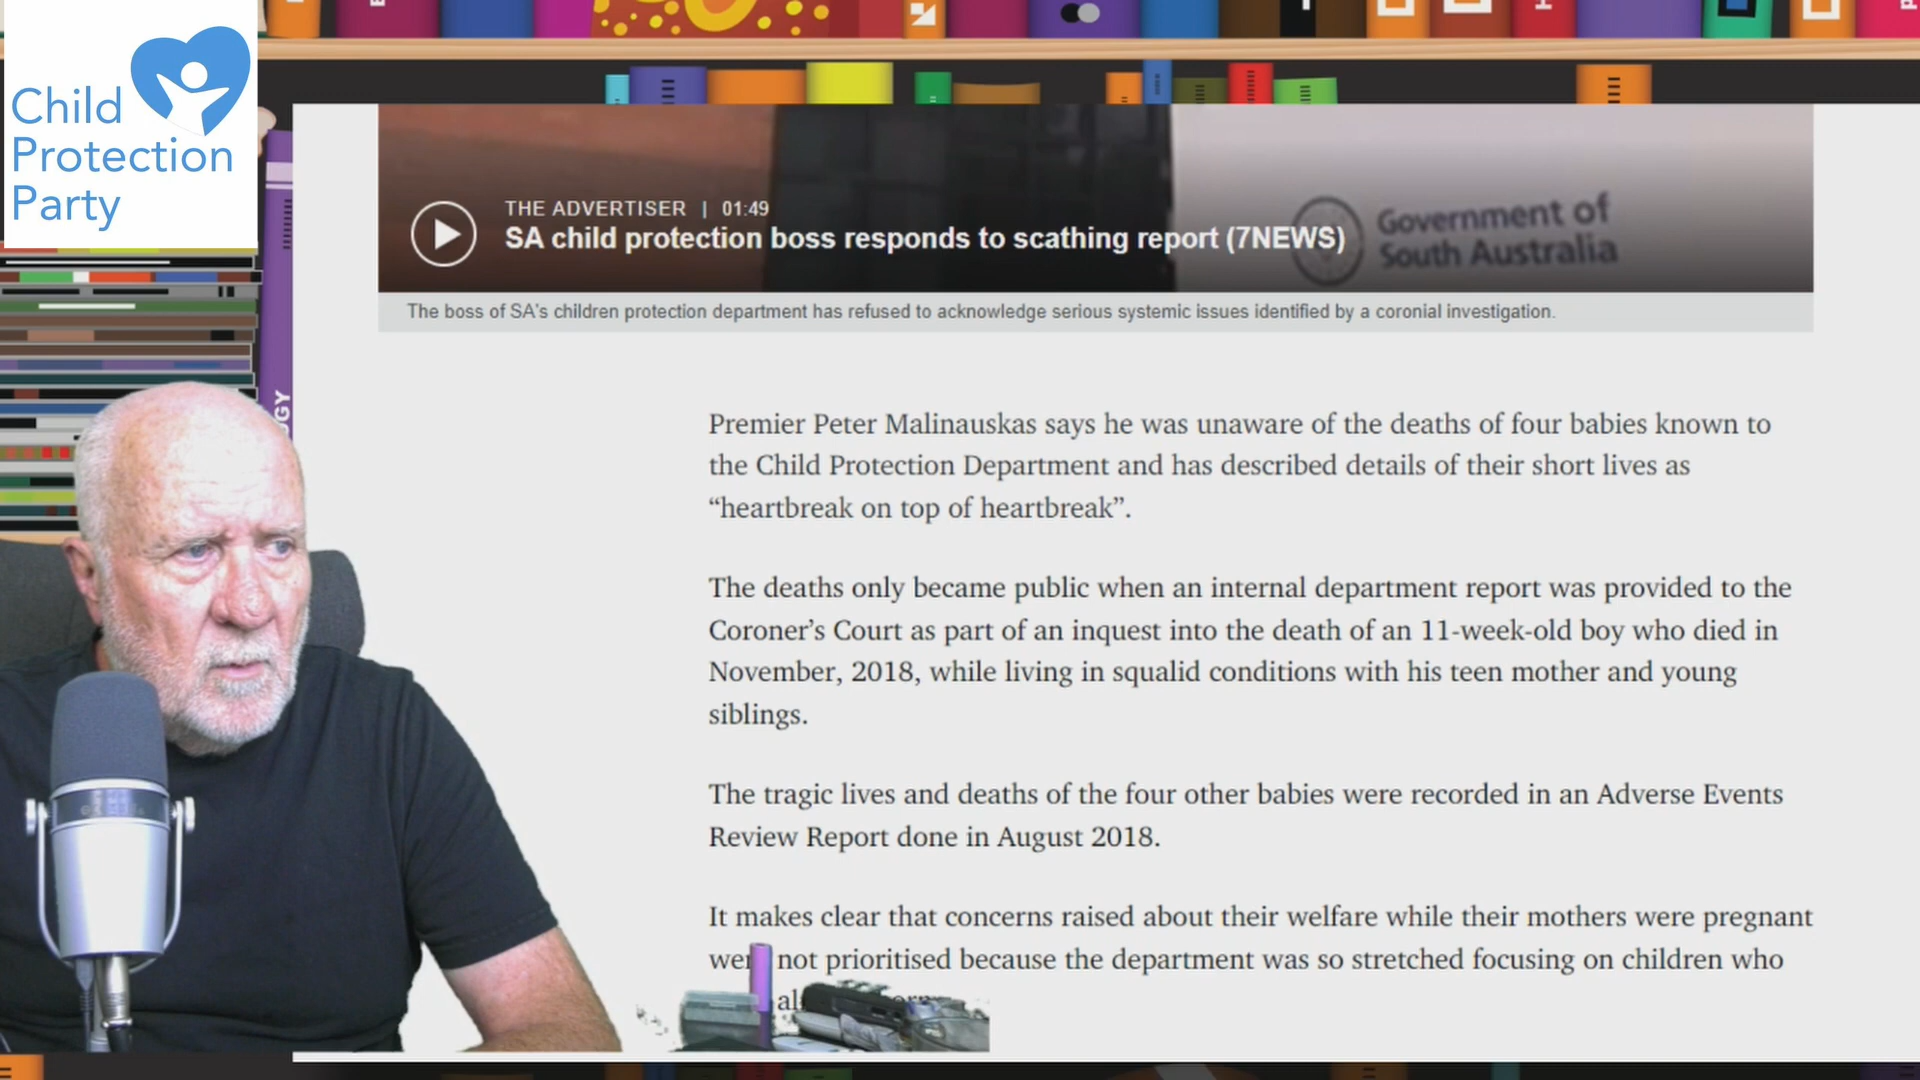 Child
Protection
Party
THE ADVERTISER | 01:49
SA child protection boss responds to scathing report (7NEWS)
Government of
South Australia
The boss of SA's children protection department has refused to acknowledge serious systemic issues identified by a coronial investigation.
Premier Peter Malinauskas says he was unaware of the deaths of four babies known to
the Child Protection Department and has described details of their short lives as
“heartbreak on top of heartbreak”.
The deaths only became public when an internal department report was provided to the
Coroner’s Court as part of an inquest into the death of an 11-week-old boy who died in
November, 2018, while living in squalid conditions with his teen mother and young
siblings.
The tragic lives and deaths of the four other babies were recorded in an Adverse Events
Review Report done in August 2018.
It makes clear that concerns raised about their welfare while their mothers were pregnant
not prioritised because the department was so stretched focusing on children who